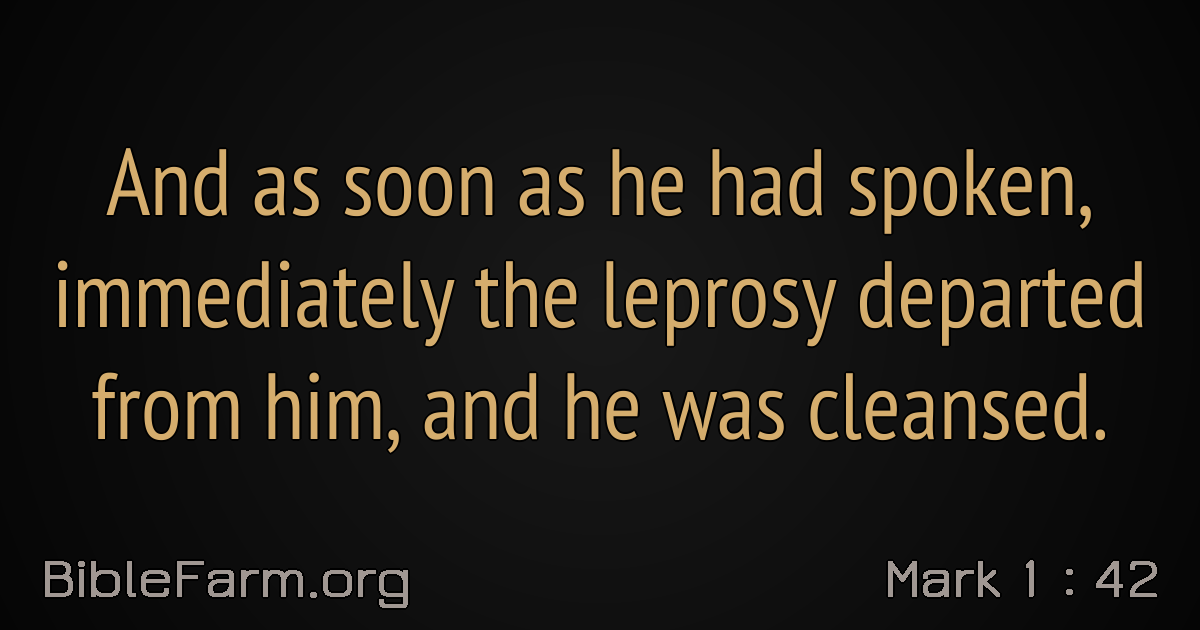 And as soon as he had spoken,
immediately the leprosy departed
from him, and he was cleansed.
BibleFarm.org
Mark 1 : 42